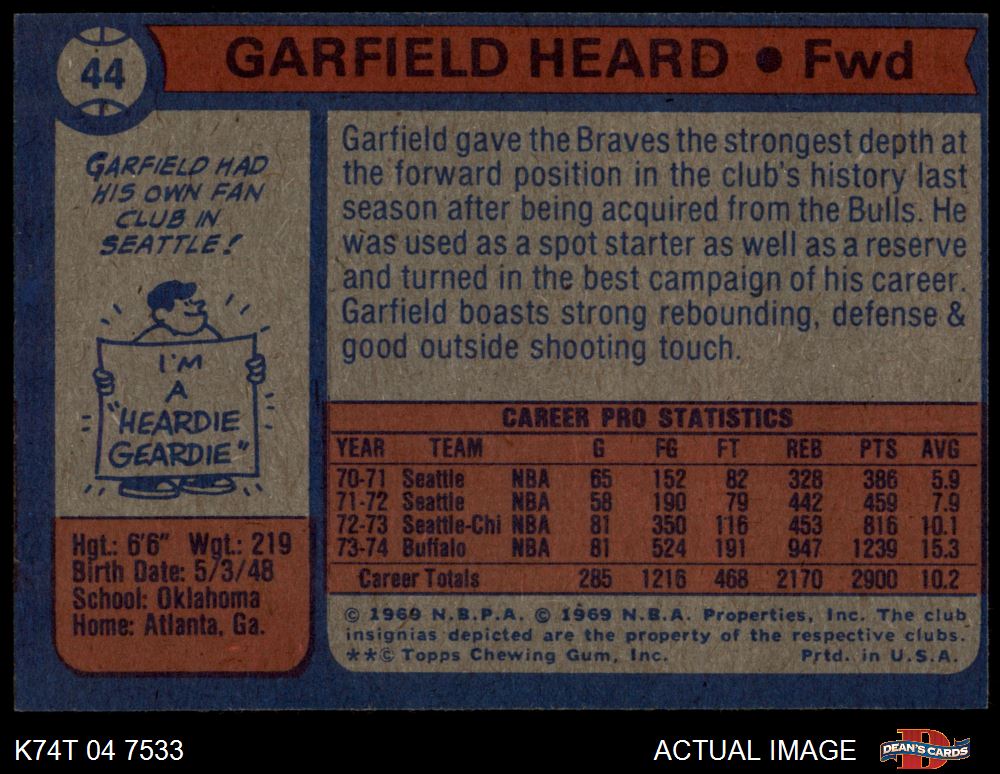 44
GARFIELD HEARD • Fwd
GARFIELD HAD
HIS OWN FAN
CLUB IN
SEATTLE!
I'M
A
"HEARDIE
GEARDIE"
Hgt.: 6'6" Wgt.: 219
Birth Date: 5/3/48
School: Oklahoma
Home: Atlanta, Ga.
Garfield gave the Braves the strongest depth at
the forward position in the club's history last
season after being acquired from the Bulls. He
was used as a spot starter as well as a reserve
and turned in the best campaign of his career.
Garfield boasts strong rebounding, defense &
good outside shooting touch.
CAREER PRO STATISTICS
YEAR TEAM G FG FT REB PTS AVG
70-71 Seattle NBA 65 152 82 328 386 5.9
71-72 Seattle NBA 58 190 79 442 459 7.9
72-73 Seattle-Chi NBA 81 350 116 453 816 10.1
73-74 Buffalo NBA 81 524 191 947 1239 15.3
Career Totals 285 1216 468 2170 2900 10.2
© 1969 N.B.P.A. © 1969 N.B.A. Properties, Inc. The club
insignias depicted are the property of the respective clubs.
**© Topps Chewing Gum, Inc. Prtd. in U.S.A.
K74T 04 7533
ACTUAL IMAGE
D
DEAN'S CARDS